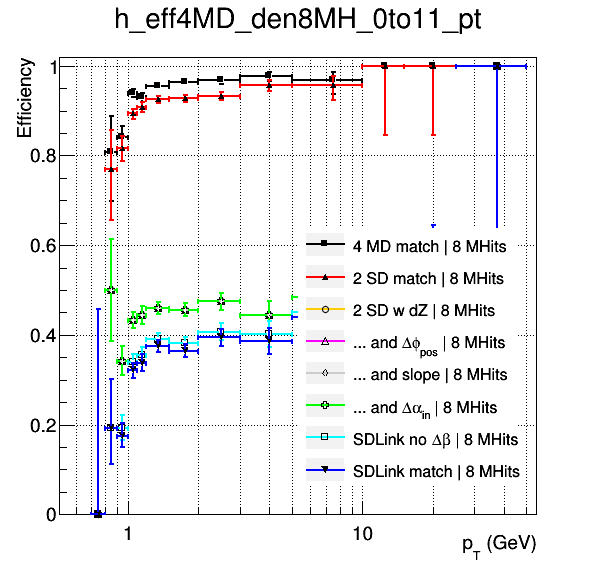 h_eff4MD_den8MH_0to11_pt
Efficiency
1
0.8
0.6
0.4
0.2
0
4 MD match | 8 MHits
2 SD match | 8 MHits
2 SD w dZ | 8 MHits
... and Δϕpos | 8 MHits
... and slope | 8 MHits
... and Δαin | 8 MHits
SDLink no Δβ | 8 MHits
SDLink match | 8 MHits
1 10
pT (GeV)